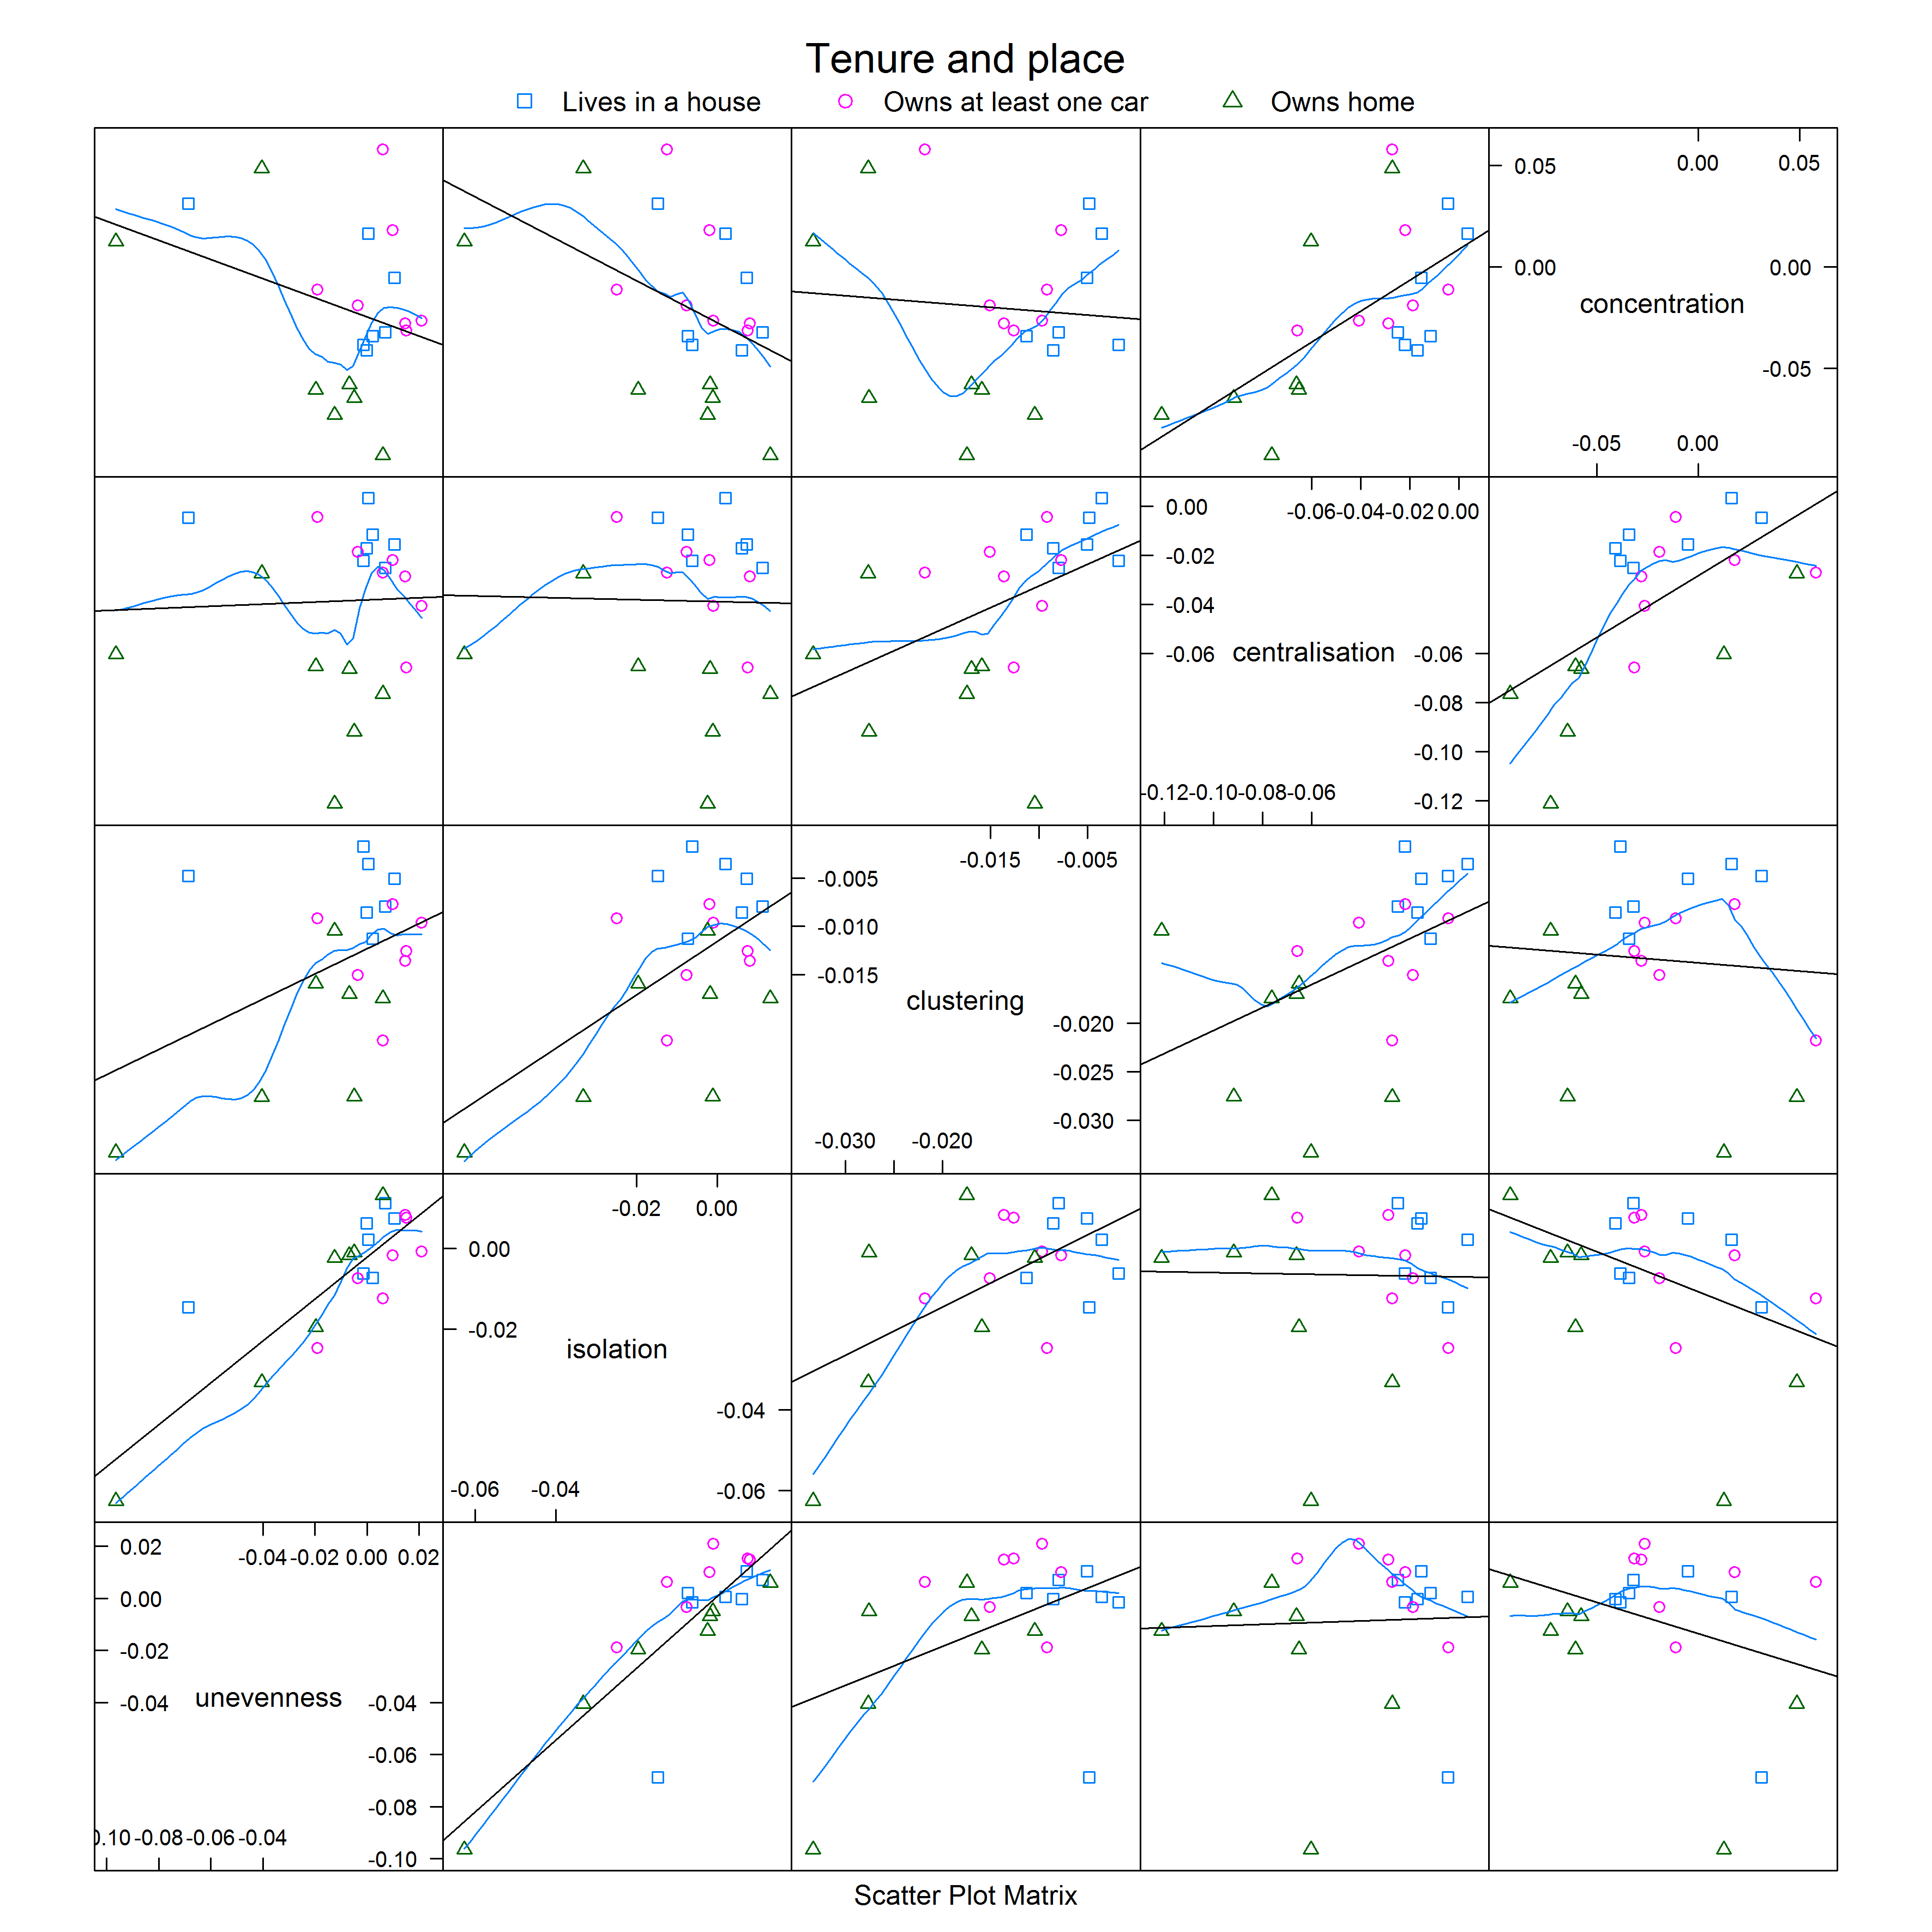 Tenure and place
Lives in a house Owns at least one car Owns home
0.00 0.05
0.05
0.00 0.00
concentration
-0.05
-0.05 0.00
-0.06 -0.04 -0.02 0.00
0.00
-0.02
-0.04
-0.06 centralisation -0.06
-0.08
-0.10
-0.12 -0.10 -0.08 -0.06
-0.12
-0.015 -0.005
-0.005
-0.010
-0.015
clustering
-0.020
-0.025
-0.030
-0.030 -0.020
-0.02 0.00
0.00
-0.02
isolation
-0.04
-0.06 -0.04
-0.06
0.02
-0.04 -0.02 0.00 0.02
0.00
-0.02
-0.04 unevenness -0.04
-0.06
-0.08
0.10 -0.08 -0.06 -0.04
-0.10
Scatter Plot Matrix